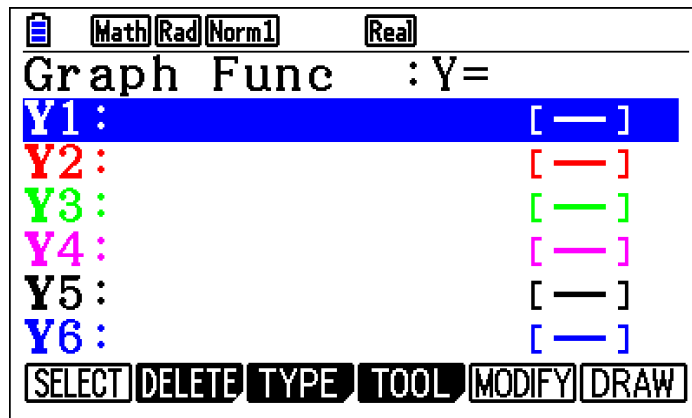 Math Rad Norm1 Real
Graph Func :Y=
Y1: [—]
Y2: [—]
Y3: [—]
Y4: [—]
Y5: [—]
Y6: [—]
SELECT DELETE TYPE TOOL MODIFY DRAW